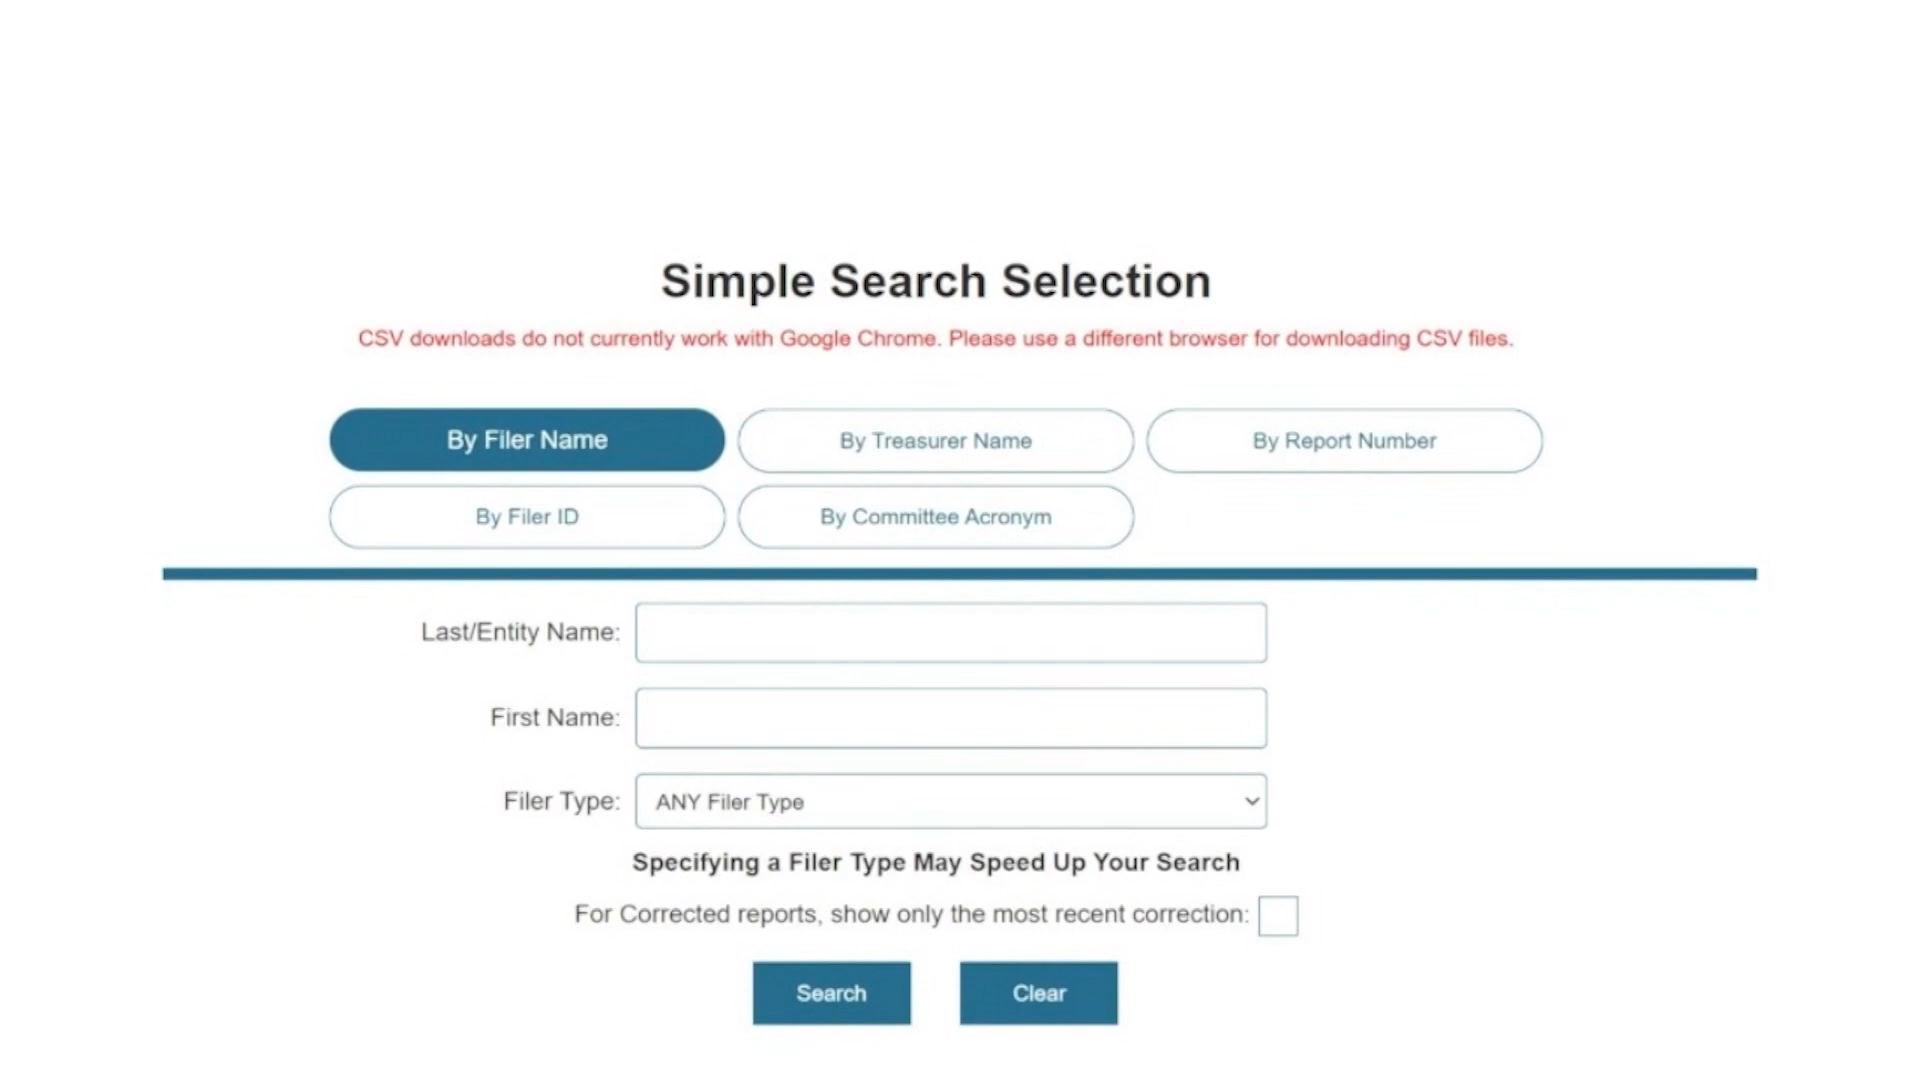 Simple Search Selection
CSV downloads do not currently work with Google Chrome. Please use a different browser for downloading CSV files.
By Filer Name
By Treasurer Name
By Report Number
By Filer ID
By Committee Acronym
Last/Entity Name:
First Name:
Filer Type: ANY Filer Type
Specifying a Filer Type May Speed Up Your Search
For Corrected reports, show only the most recent correction:
Search
Clear